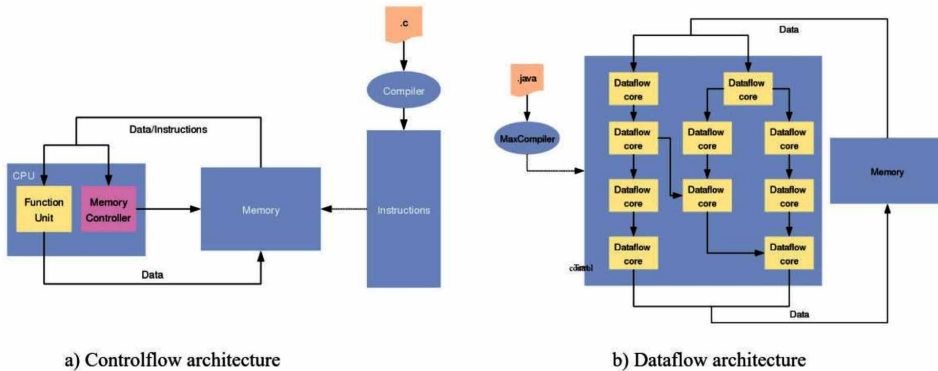 .c
Compiler
Data/Instructions
CPU
Function
Unit
Memory
Controller
Memory
Instructions
Data
a) Controlflow architecture
Data
.java
MaxCompiler
Dataflow
core
Dataflow
core
Dataflow
core
Dataflow
core
Dataflow
core
Dataflow
core
Dataflow
core
Dataflow
core
Dataflow
core
Dataflow
core
Memory
Data
b) Dataflow architecture